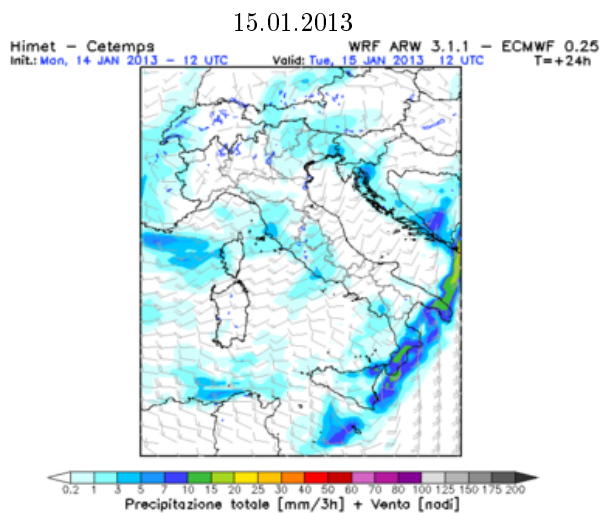 15.01.2013
Himet - Cetemps WRF ARW 3.1.1 - ECMWF 0.25
Init.: Mon, 14 JAN 2013 - 12 UTC Valid: Tue, 15 JAN 2013 12 UTC T=+24h
0.2 1 3 5 7 10 15 20 25 30 40 50 60 70 80 100 125 150 175 200
Precipitazione totale [mm/3h] + Vento [nodi]